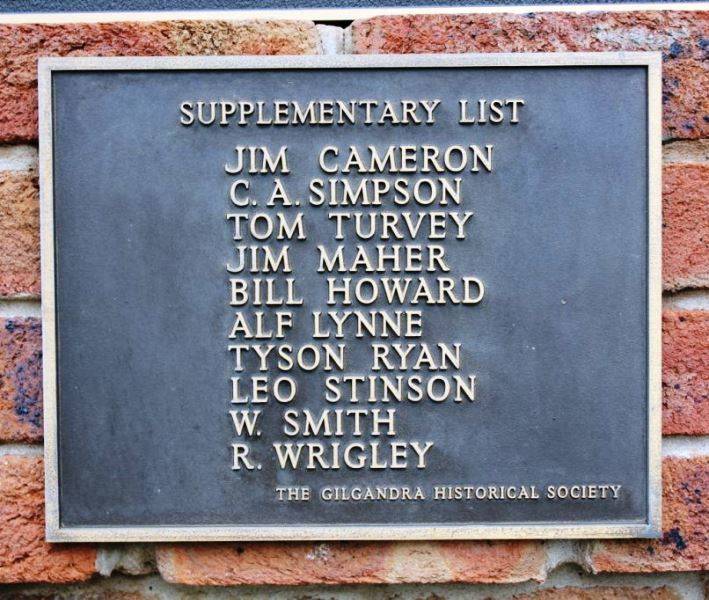 SUPPLEMENTARY LIST
JIM CAMERON
C. A. SIMPSON
TOM TURVEY
JIM MAHER
BILL HOWARD
ALF LYNNE
TYSON RYAN
LEO STINSON
W. SMITH
R. WRIGLEY
THE GILGANDRA HISTORICAL SOCIETY